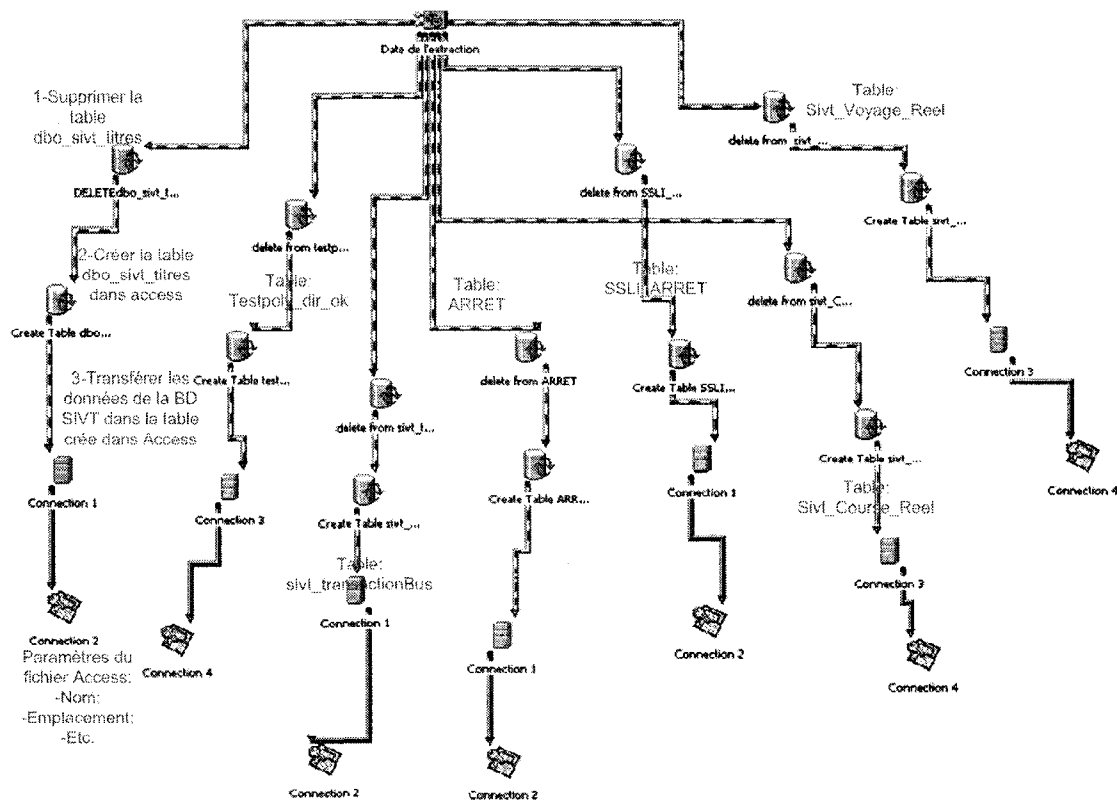 Date de l'extraction
1-Supprimer la
table
dbo_sivt_titres
DELETEdbo_sivt_t...
2-Créer la table
dbo_sivt_titres
dans access
Create Table dbo...
3-Transférer les
données de la BD
SIVT dans la table
crée dans Access
Connection 1
Connection 2
Paramètres du
fichier Access:
-Nom:
-Emplacement:
-Etc.
delete from testp...
Table:
Testpoly_dir_ok
Create Table test...
Connection 3
Connection 4
delete from sivt_t...
Create Table sivt_...
Table:
sivt_transactionBus
Connection 1
Connection 2
Table:
ARRET
delete from ARRET
Create Table ARR...
Connection 1
Connection 2
delete from SSLI_...
Table:
SSLI_ARRET
Create Table SSLI...
Connection 1
Connection 2
delete from sivt_C...
Create Table sivt_...
Table:
Sivt_Course_Reel
Connection 3
Connection 4
Table:
Sivt_Voyage_Reel
delete from sivt_...
Create Table sivt_...
Connection 3
Connection 4